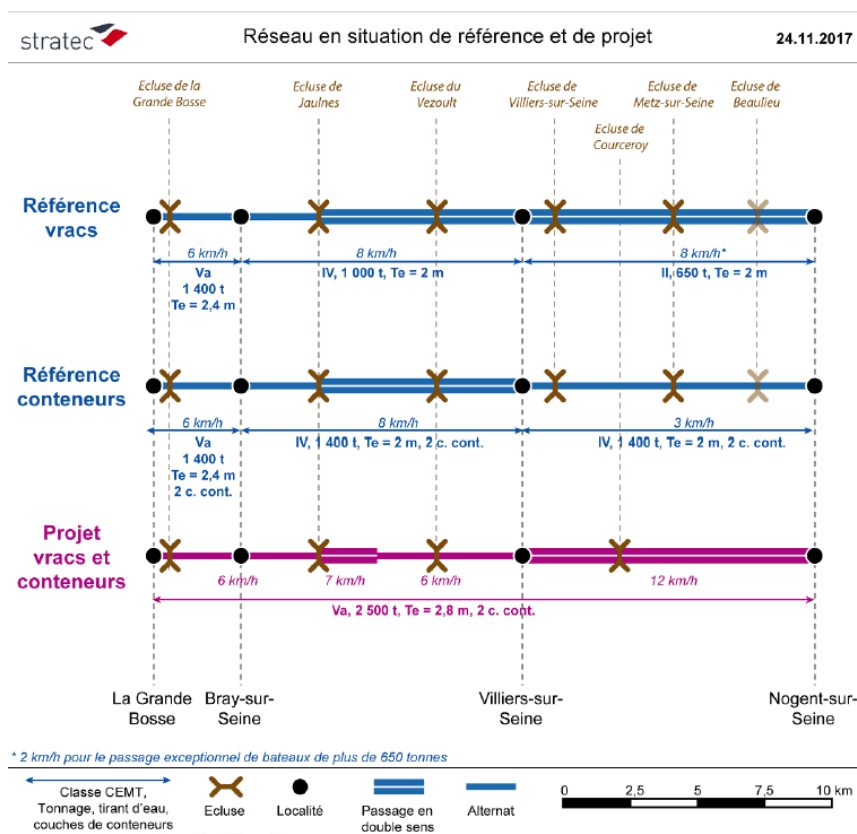 stratec
Réseau en situation de référence et de projet
24.11.2017
Ecluse de la
Grande Bosse
Ecluse de
Jaulnes
Ecluse du
Vezoult
Ecluse de
Villiers-sur-Seine
Ecluse de
Metz-sur-Seine
Ecluse de
Beaulieu
Ecluse de
Courceroy
Référence
vracs
6 km/h
8 km/h
8 km/h*
Va
1 400 t
Te = 2,4 m
IV, 1 000 t, Te = 2 m
II, 650 t, Te = 2 m
Référence
conteneurs
6 km/h
8 km/h
3 km/h
Va
1 400 t
Te = 2,4 m
2 c. cont.
IV, 1 400 t, Te = 2 m, 2 c. cont.
IV, 1 400 t, Te = 2 m, 2 c. cont.
Projet
vracs et
conteneurs
6 km/h
7 km/h
6 km/h
12 km/h
Va, 2 500 t, Te = 2,8 m, 2 c. cont.
La Grande
Bosse
Bray-sur-
Seine
Villiers-sur-
Seine
Nogent-sur-
Seine
* 2 km/h pour le passage exceptionnel de bateaux de plus de 650 tonnes
Classe CEMT,
Tonnage, tirant d'eau,
couches de conteneurs
Ecluse
Localité
Passage en
double sens
Alternat
0 2,5 5 7,5 10 km